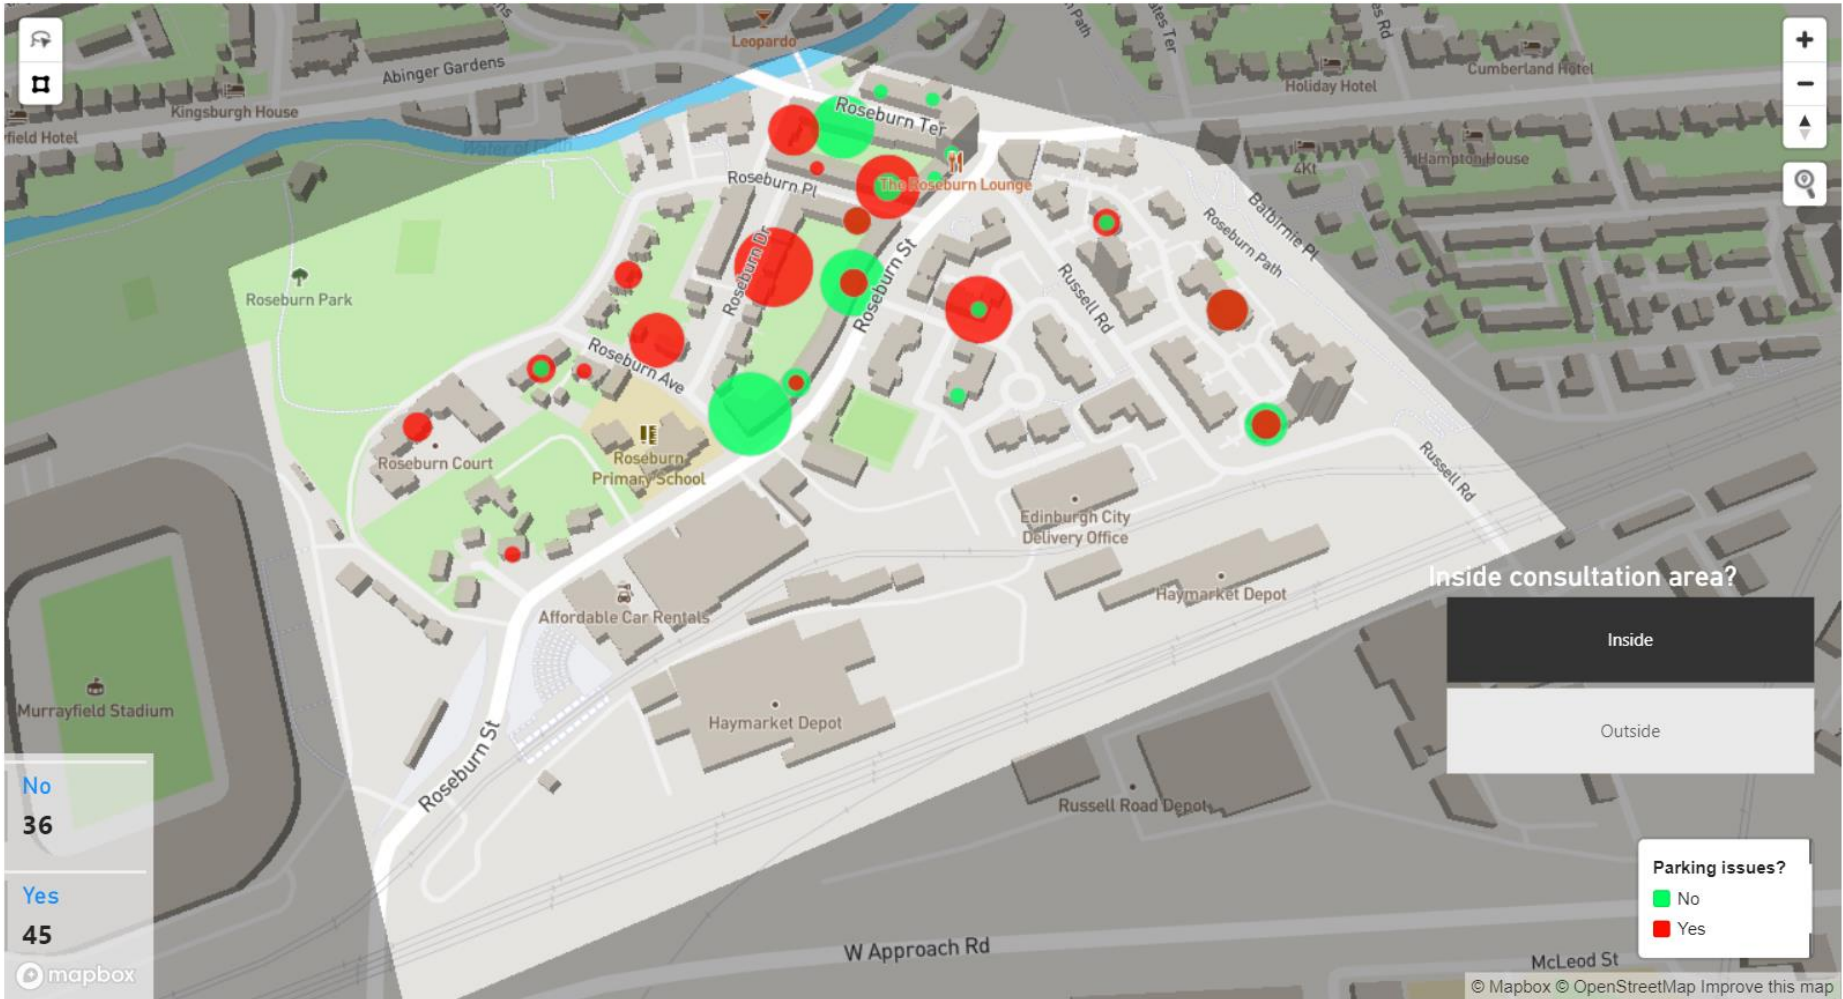 Leopardo
Abinger Gardens
Kingsburgh House
yfield Hotel
Water of Leith
Roseburn Ter
Holiday Hotel
Cumberland Hotel
4Kt
Hampton House
The Roseburn Lounge
Roseburn Pl
Roseburn Dr
Roseburn St
Balbirnie Pl
Roseburn Path
Russell Rd
Roseburn Park
Roseburn Ave
Roseburn Court
Roseburn
Primary School
Russell Rd
Edinburgh City
Delivery Office
Inside consultation area?
Haymarket Depot
Affordable Car Rentals
Inside
Murrayfield Stadium
Haymarket Depot
Outside
Roseburn St
No
36
Russell Road Depot
Yes
45
Parking issues?
No
Yes
W Approach Rd
McLeod St
mapbox
© Mapbox © OpenStreetMap Improve this map